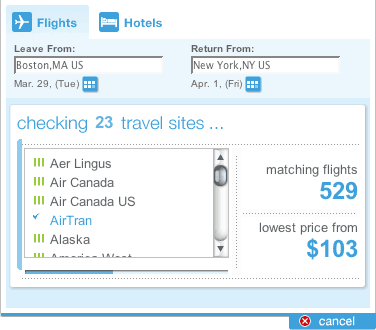 Flights Hotels
Leave From: Return From:
Boston,MA US New York,NY US
Mar. 29, (Tue) Apr. 1, (Fri)
checking 23 travel sites ...
Aer Lingus
Air Canada
Air Canada US
AirTran
Alaska
America West
matching flights
529
lowest price from
$103
cancel